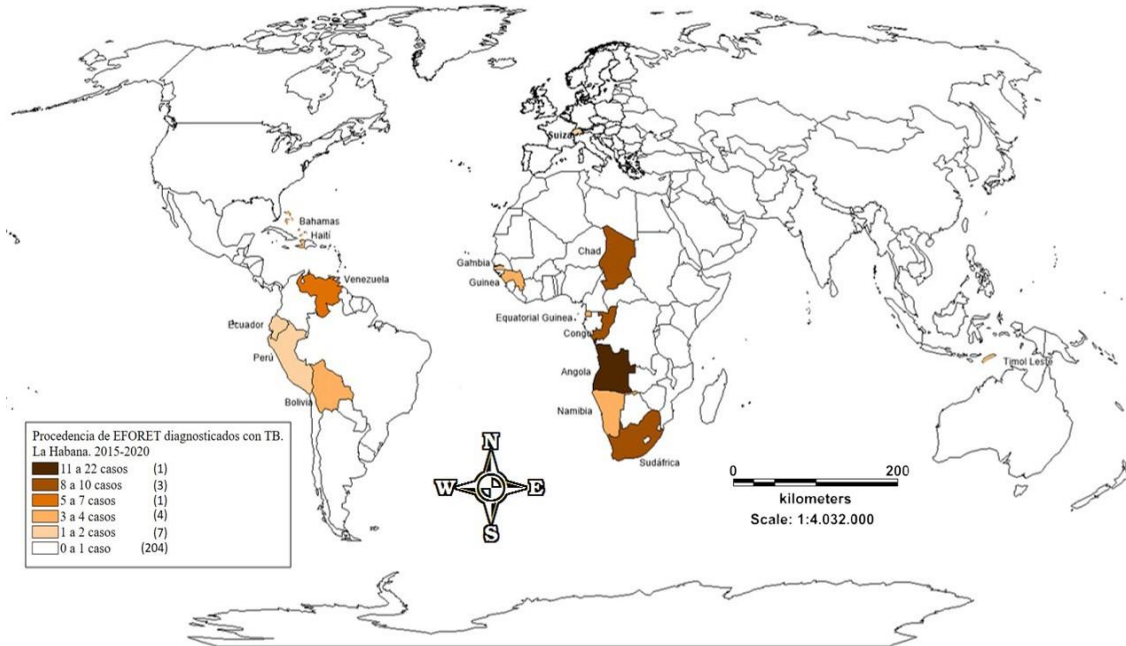 Suiza
Bahamas
Haití
Chad
Gambia
Venezuela
Guinea
Equatorial Guinea
Ecuador
Congo
Perú
Timol Leste
Angola
Bolivia
Namibia
Sudáfrica
Procedencia de EFORET diagnosticados con TB.
La Habana. 2015-2020
11 a 22 casos (1)
8 a 10 casos (3)
5 a 7 casos (1)
3 a 4 casos (4)
1 a 2 casos (7)
0 a 1 caso (204)
N
W E
S
0 200
kilometers
Scale: 1:4.032.000